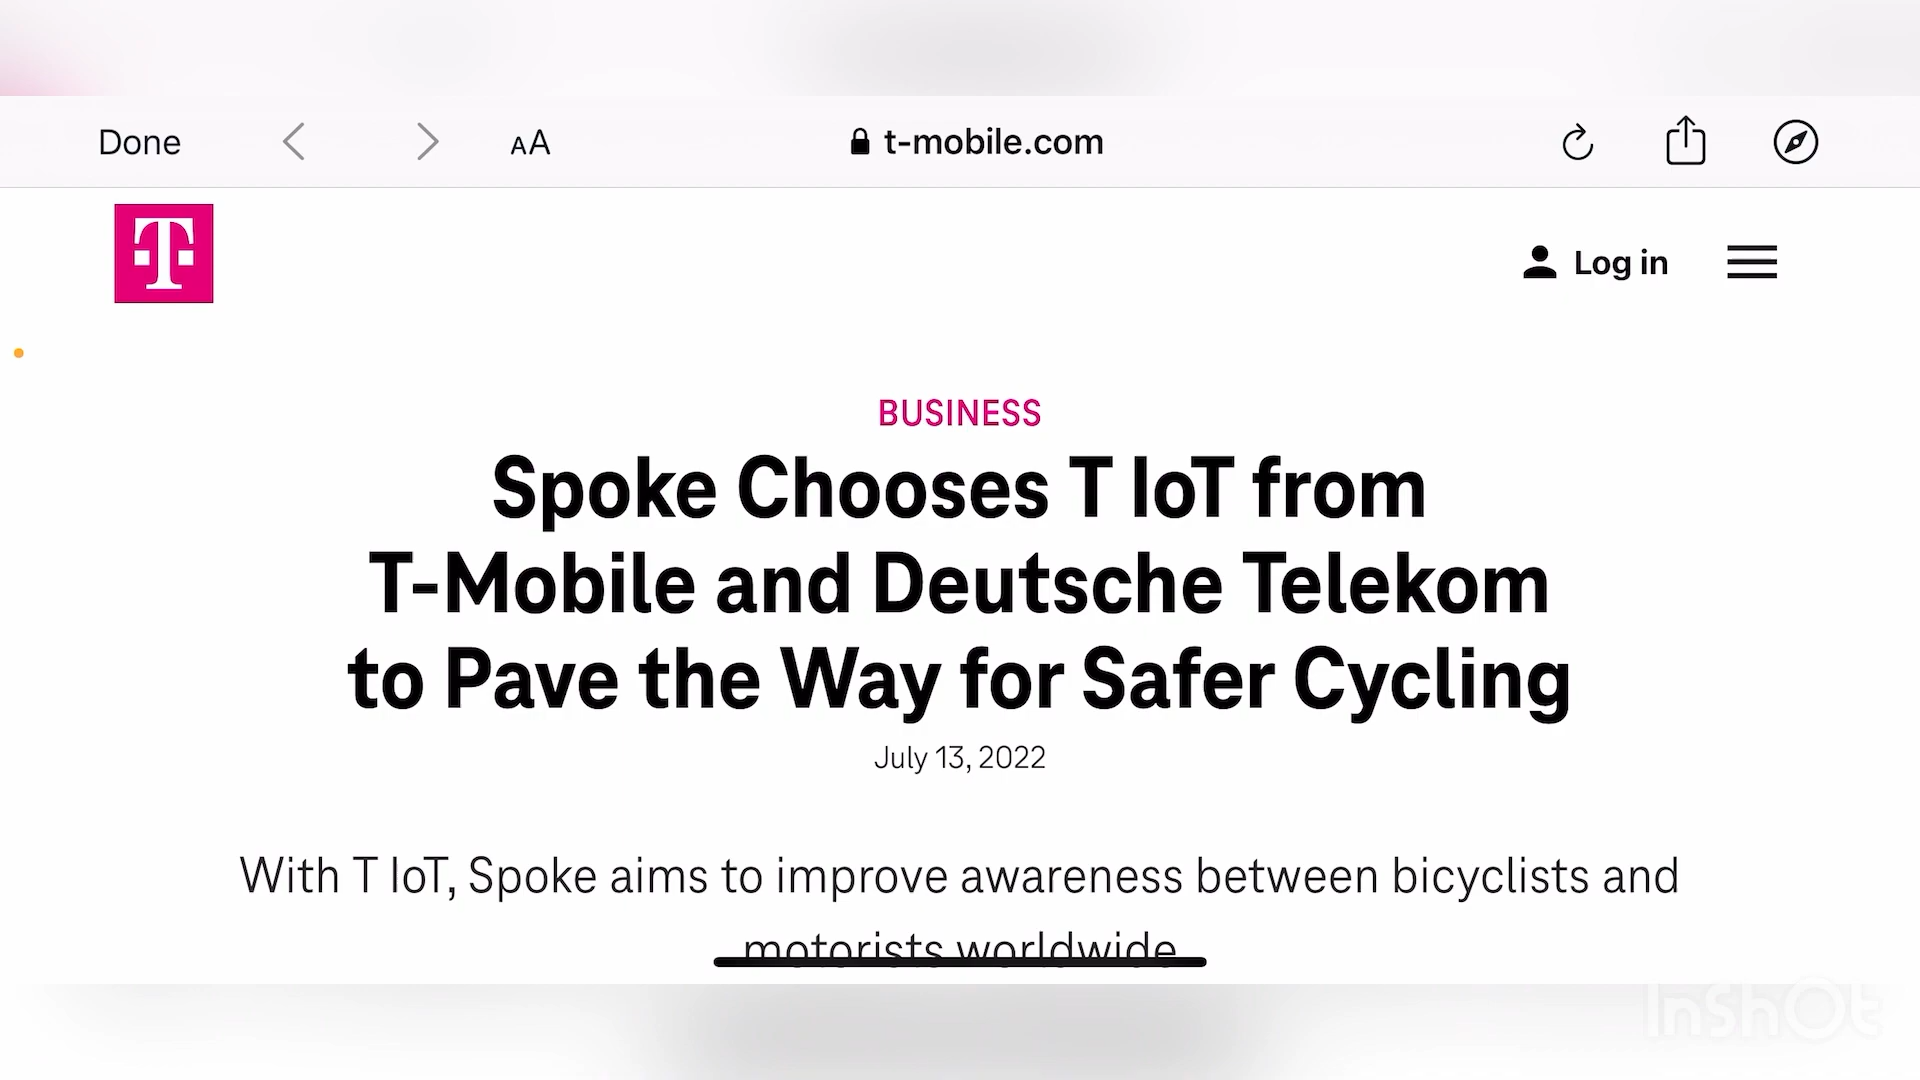 Done AA t-mobile.com
T
Log in
BUSINESS
Spoke Chooses T IoT from
T-Mobile and Deutsche Telekom
to Pave the Way for Safer Cycling
July 13, 2022
With T IoT, Spoke aims to improve awareness between bicyclists and
motorists worldwide
InShOt